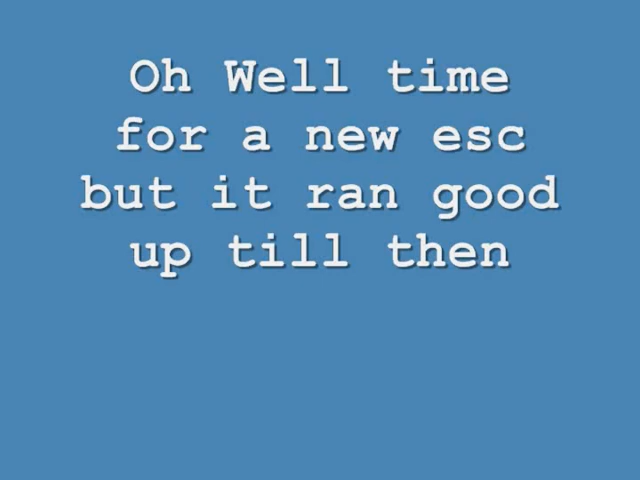 Oh Well time
for a new esc
but it ran good
up till then